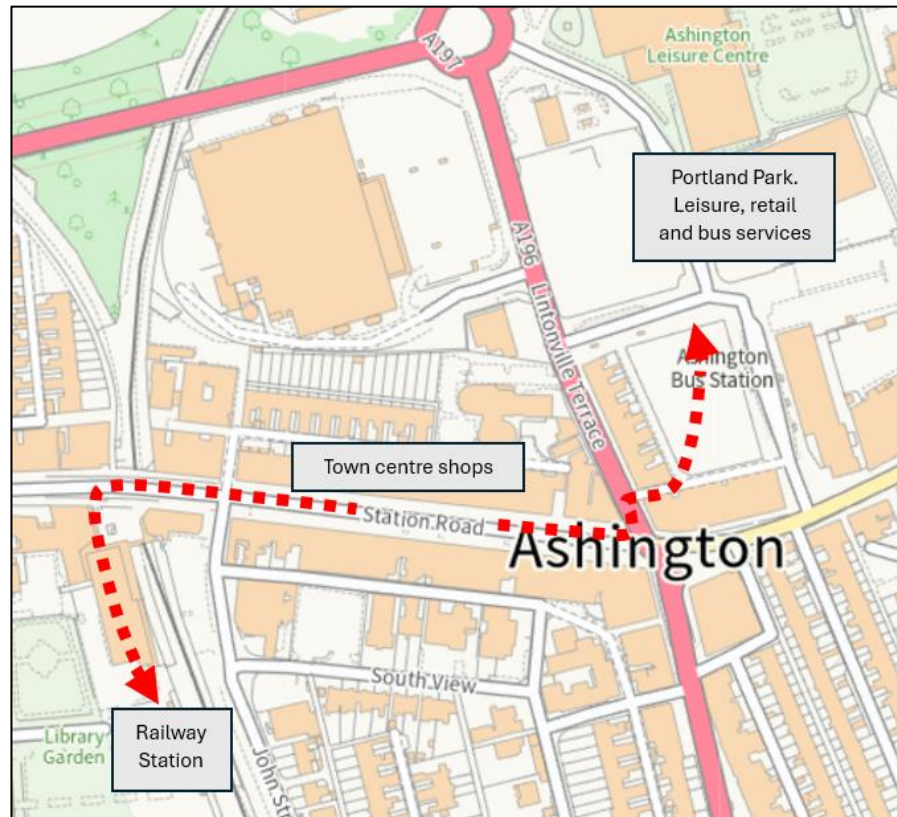 A197
Ashington
Leisure Centre
Portland Park.
Leisure, retail
and bus services
A196 Lintonville Terrace
Ashington
Bus Station
Town centre shops
Station Road
Ashington
South View
Library
Garden
Railway
Station
John St